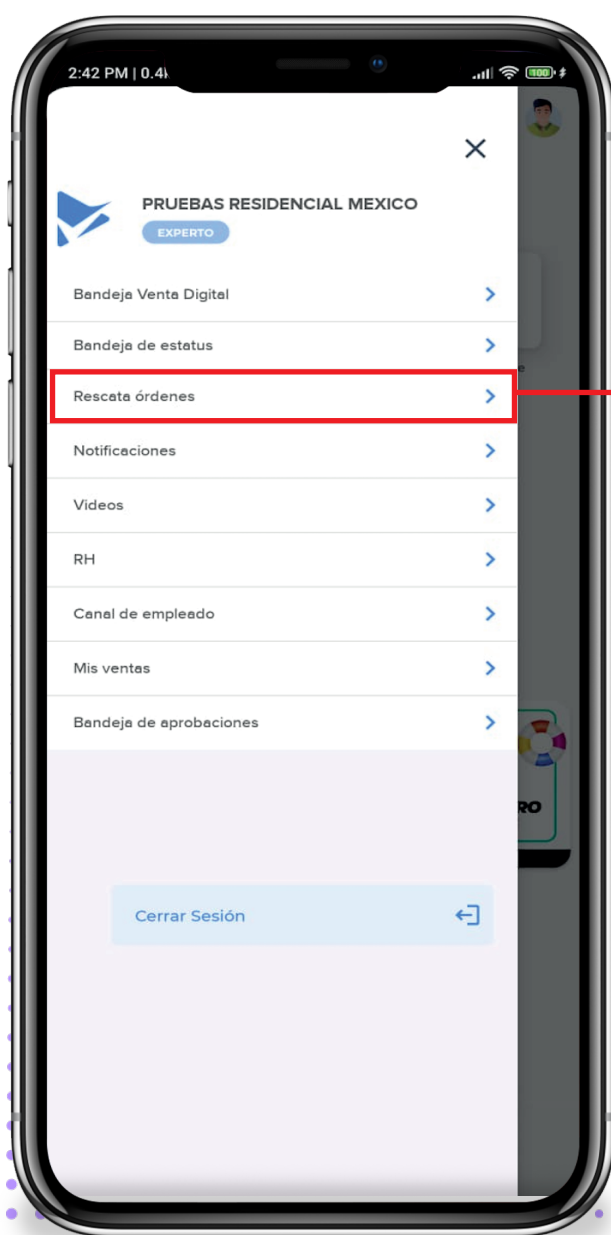 2:42 PM | 0.4
PRUEBAS RESIDENCIAL MEXICO
EXPERTO
Bandeja Venta Digital
Bandeja de estatus
Rescata órdenes
Notificaciones
Videos
RH
Canal de empleado
Mis ventas
Bandeja de aprobaciones
RO
Cerrar Sesión